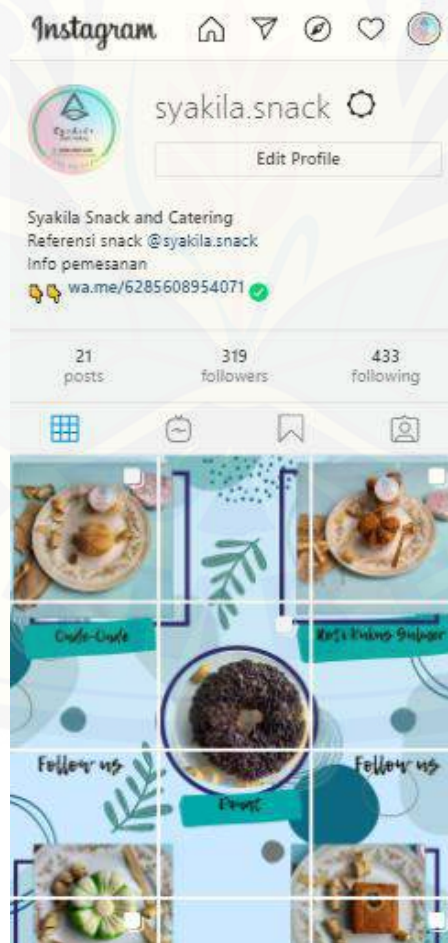 Instagram
syakila.snack
Edit Profile
Syakila Snack and Catering
Referensi snack @syakila.snack
Info pemesanan
👇👇 wa.me/6285608954071 ✅
21 319 433
posts followers following
Onde-Onde
Roti Kukus
Follow us Follow us
Donat